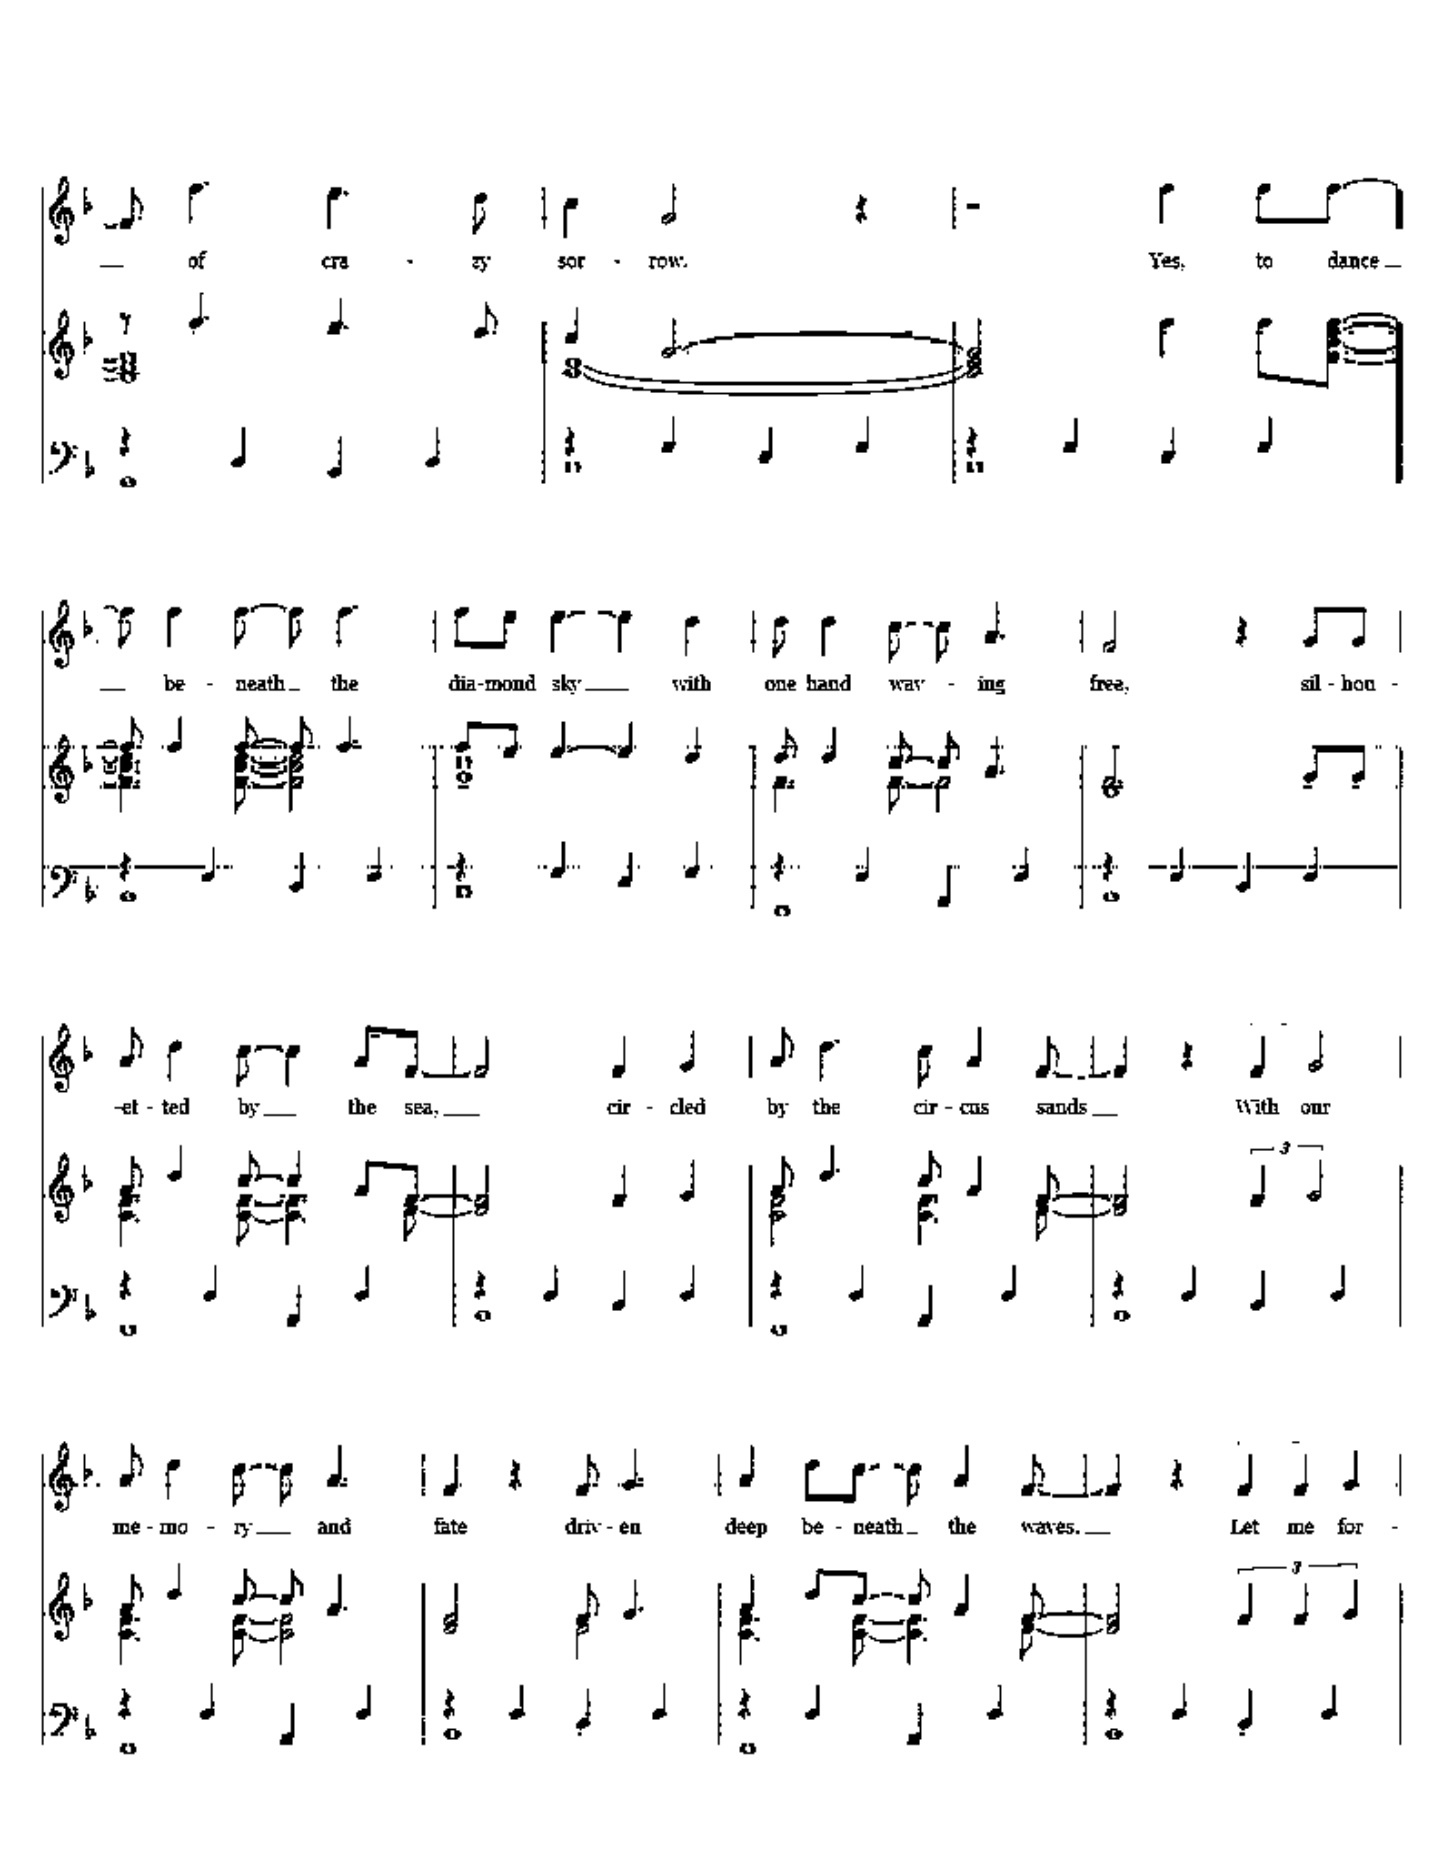 of cra - zy sor - row. Yes, to dance
be - neath the dia-mond sky with one hand wav - ing free, sil - hou -
-et - ted by the sea, cir - cled by the cir - cus sands With our
3
me - mo - ry and fate driv - en deep be - neath the waves. Let me for -
3